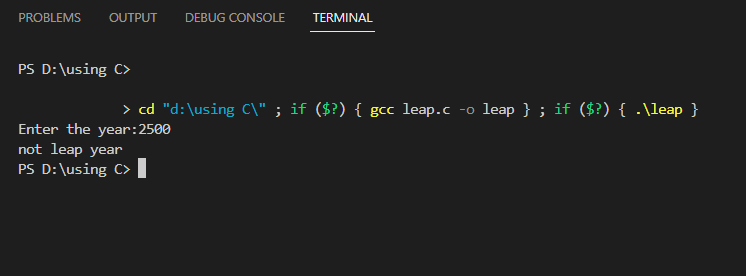 PROBLEMS OUTPUT DEBUG CONSOLE TERMINAL
PS D:\using C>
> cd "d:\using C\" ; if ($?) { gcc leap.c -o leap } ; if ($?) { .\leap }
Enter the year:2500
not leap year
PS D:\using C>